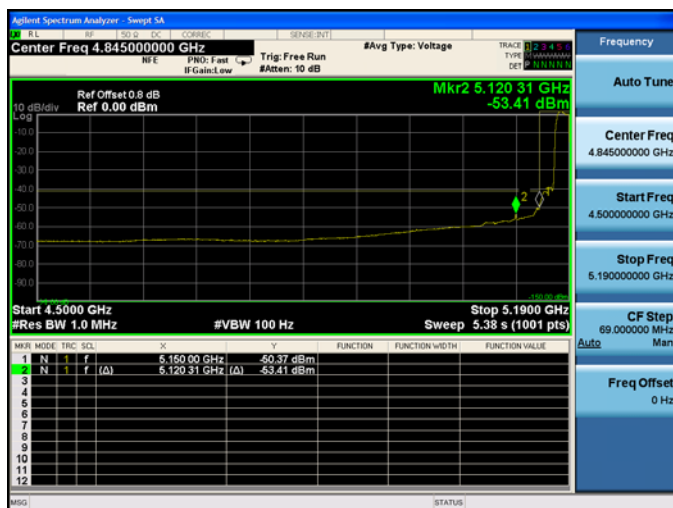 Agilent Spectrum Analyzer - Swept SA
RL RF 50 Ω DC CORREC SENSE:INT
Center Freq 4.845000000 GHz
NFE PNO: Fast IFGain:Low
Trig: Free Run
#Atten: 10 dB
#Avg Type: Voltage
TRACE 1 2 3 4 5 6
TYPE
DET P N N N N N
Mkr2 5.120 31 GHz
-53.41 dBm
Ref Offset 0.8 dB
10 dB/div Ref 0.00 dBm
Log
-10.0
-20.0
-30.0
-40.0
-50.0
-60.0
-70.0
-80.0
-90.0
2
1
Start 4.5000 GHz
Stop 5.1900 GHz
#Res BW 1.0 MHz
#VBW 100 Hz
Sweep 5.38 s (1001 pts)
MKR MODE TRC SCL X Y FUNCTION FUNCTION WIDTH FUNCTION VALUE
1 N 1 f 5.150 00 GHz -50.37 dBm
2 N 1 f (Δ) 5.120 31 GHz (Δ) -53.41 dBm
3
4
5
6
7
8
9
10
11
12
MSG STATUS
Frequency
Auto Tune
Center Freq
4.845000000 GHz
Start Freq
4.500000000 GHz
Stop Freq
5.190000000 GHz
CF Step
69.000000 MHz
Auto Man
Freq Offset
0 Hz